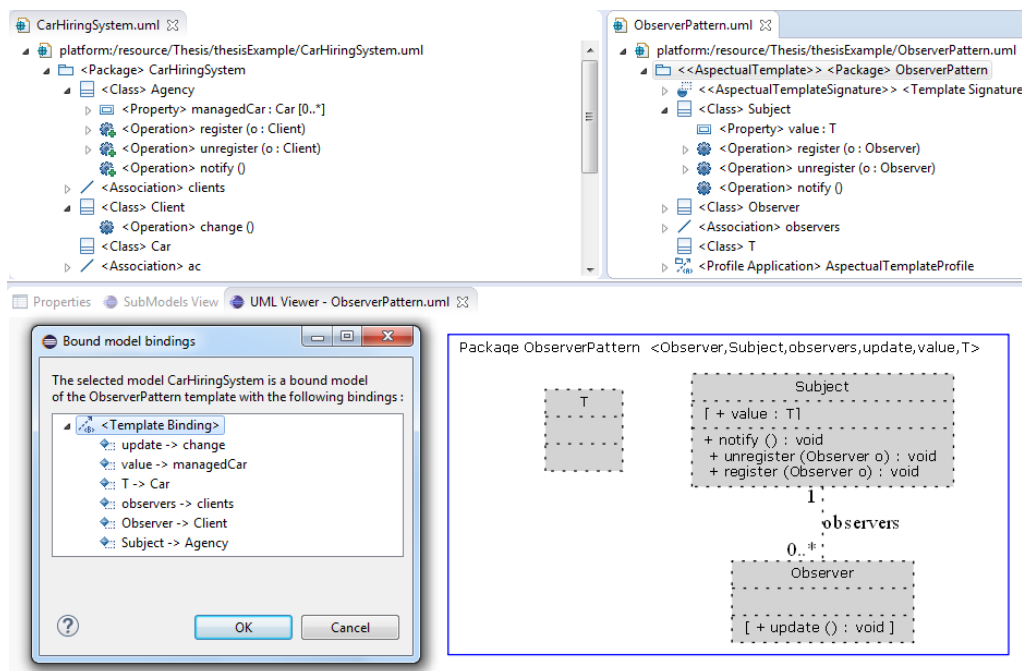 CarHiringSystem.uml
platform:/resource/Thesis/thesisExample/CarHiringSystem.uml
<Package> CarHiringSystem
<Class> Agency
<Property> managedCar : Car [0..*]
<Operation> register (o : Client)
<Operation> unregister (o : Client)
<Operation> notify ()
<Association> clients
<Class> Client
<Operation> change ()
<Class> Car
<Association> ac
ObserverPattern.uml
platform:/resource/Thesis/thesisExample/ObserverPattern.uml
<<AspectualTemplate>> <Package> ObserverPattern
<<AspectualTemplateSignature>> <Template Signature
<Class> Subject
<Property> value : T
<Operation> register (o : Observer)
<Operation> unregister (o : Observer)
<Operation> notify ()
<Class> Observer
<Association> observers
<Class> T
<Profile Application> AspectualTemplateProfile
Properties SubModels View UML Viewer - ObserverPattern.uml
Bound model bindings
The selected model CarHiringSystem is a bound model
of the ObserverPattern template with the following bindings :
<Template Binding>
update -> change
value -> managedCar
T -> Car
observers -> clients
Observer -> Client
Subject -> Agency
? OK Cancel
Package ObserverPattern <Observer,Subject,observers,update,value,T>
T
Subject
[ + value : T]
+ notify () : void
+ unregister (Observer o) : void
+ register (Observer o) : void
1
observers
0..*
Observer
[ + update () : void ]